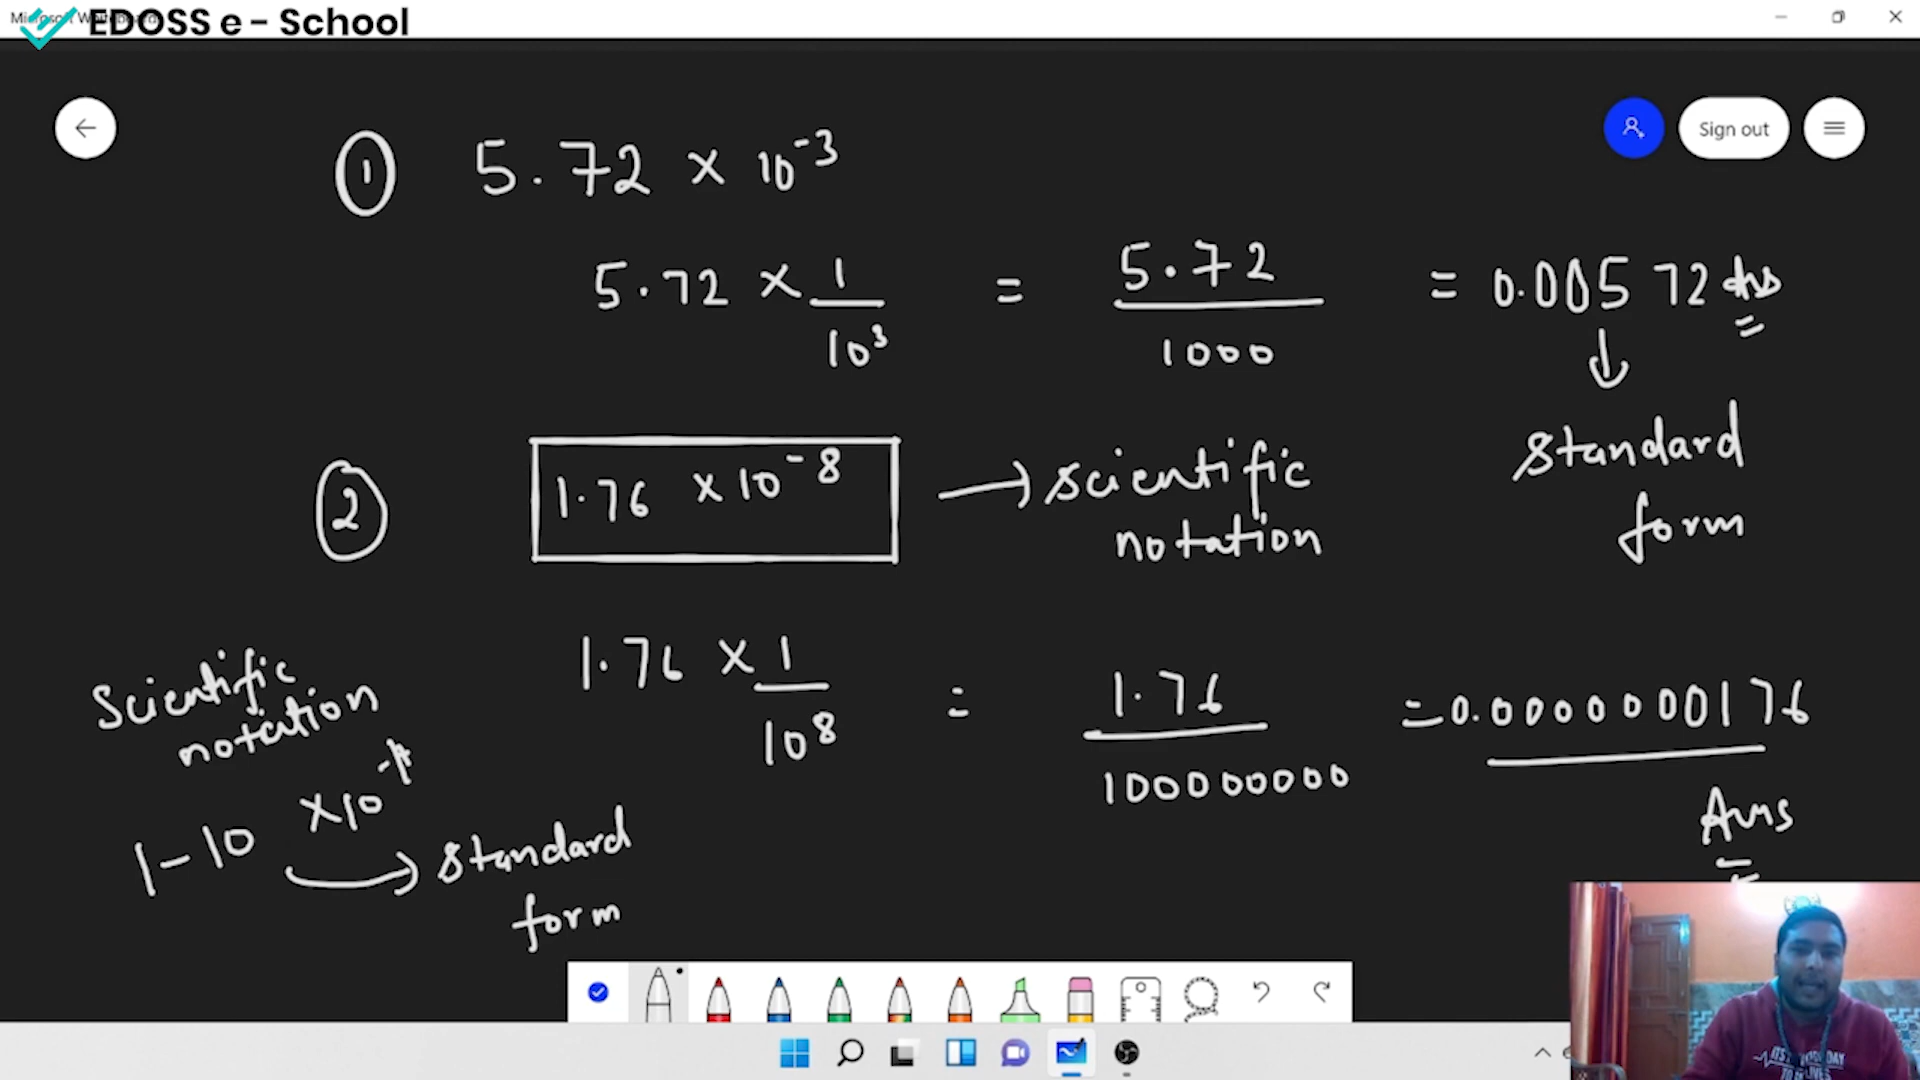 EDOSS e - School
Sign out
① 5.72 × 10⁻³
5.72 × 1/10³ = 5.72/1000 = 0.00572 Ans
↓
Standard form
② 1.76 × 10⁻⁸ → scientific notation
1.76 × 1/10⁸ = 1.76/100000000 = 0.0000000176
Ans
Scientific notation
1-10 ×10
→ standard form